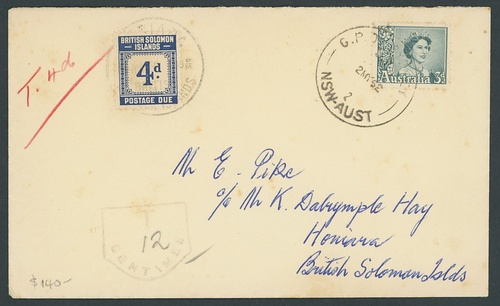 T. 4d
BRITISH SOLOMON
ISLANDS
4d.
POSTAGE DUE
G.P.O
2
NSW-AUST
Australia 3d
Mr E. Pike
c/o Mr K. Dalrymple Hay
Honiara
British Solomon Islds
T
12
CENTIMES
$140-